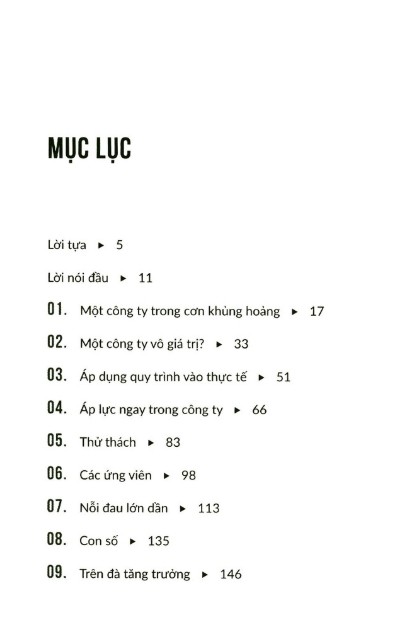 MỤC LỤC
Lời tựa ▶ 5
Lời nói đầu ▶ 11
01. Một công ty trong cơn khủng hoảng ▶ 17
02. Một công ty vô giá trị? ▶ 33
03. Áp dụng quy trình vào thực tế ▶ 51
04. Áp lực ngay trong công ty ▶ 66
05. Thử thách ▶ 83
06. Các ứng viên ▶ 98
07. Nỗi đau lớn dần ▶ 113
08. Con số ▶ 135
09. Trên đà tăng trưởng ▶ 146